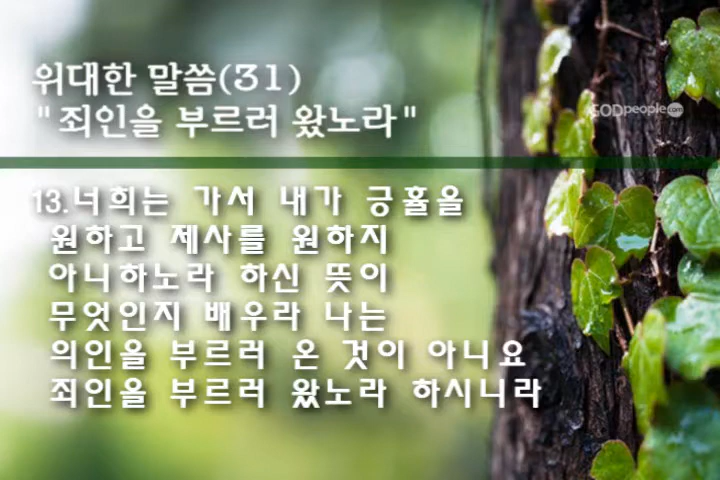 위대한 말씀(31)
"죄인을 부르러 왔노라"
GODpeople.com
13.너희는 가서 내가 긍휼을
원하고 제사를 원하지
아니하노라 하신 뜻이
무엇인지 배우라 나는
의인을 부르러 온 것이 아니요
죄인을 부르러 왔노라 하시니라